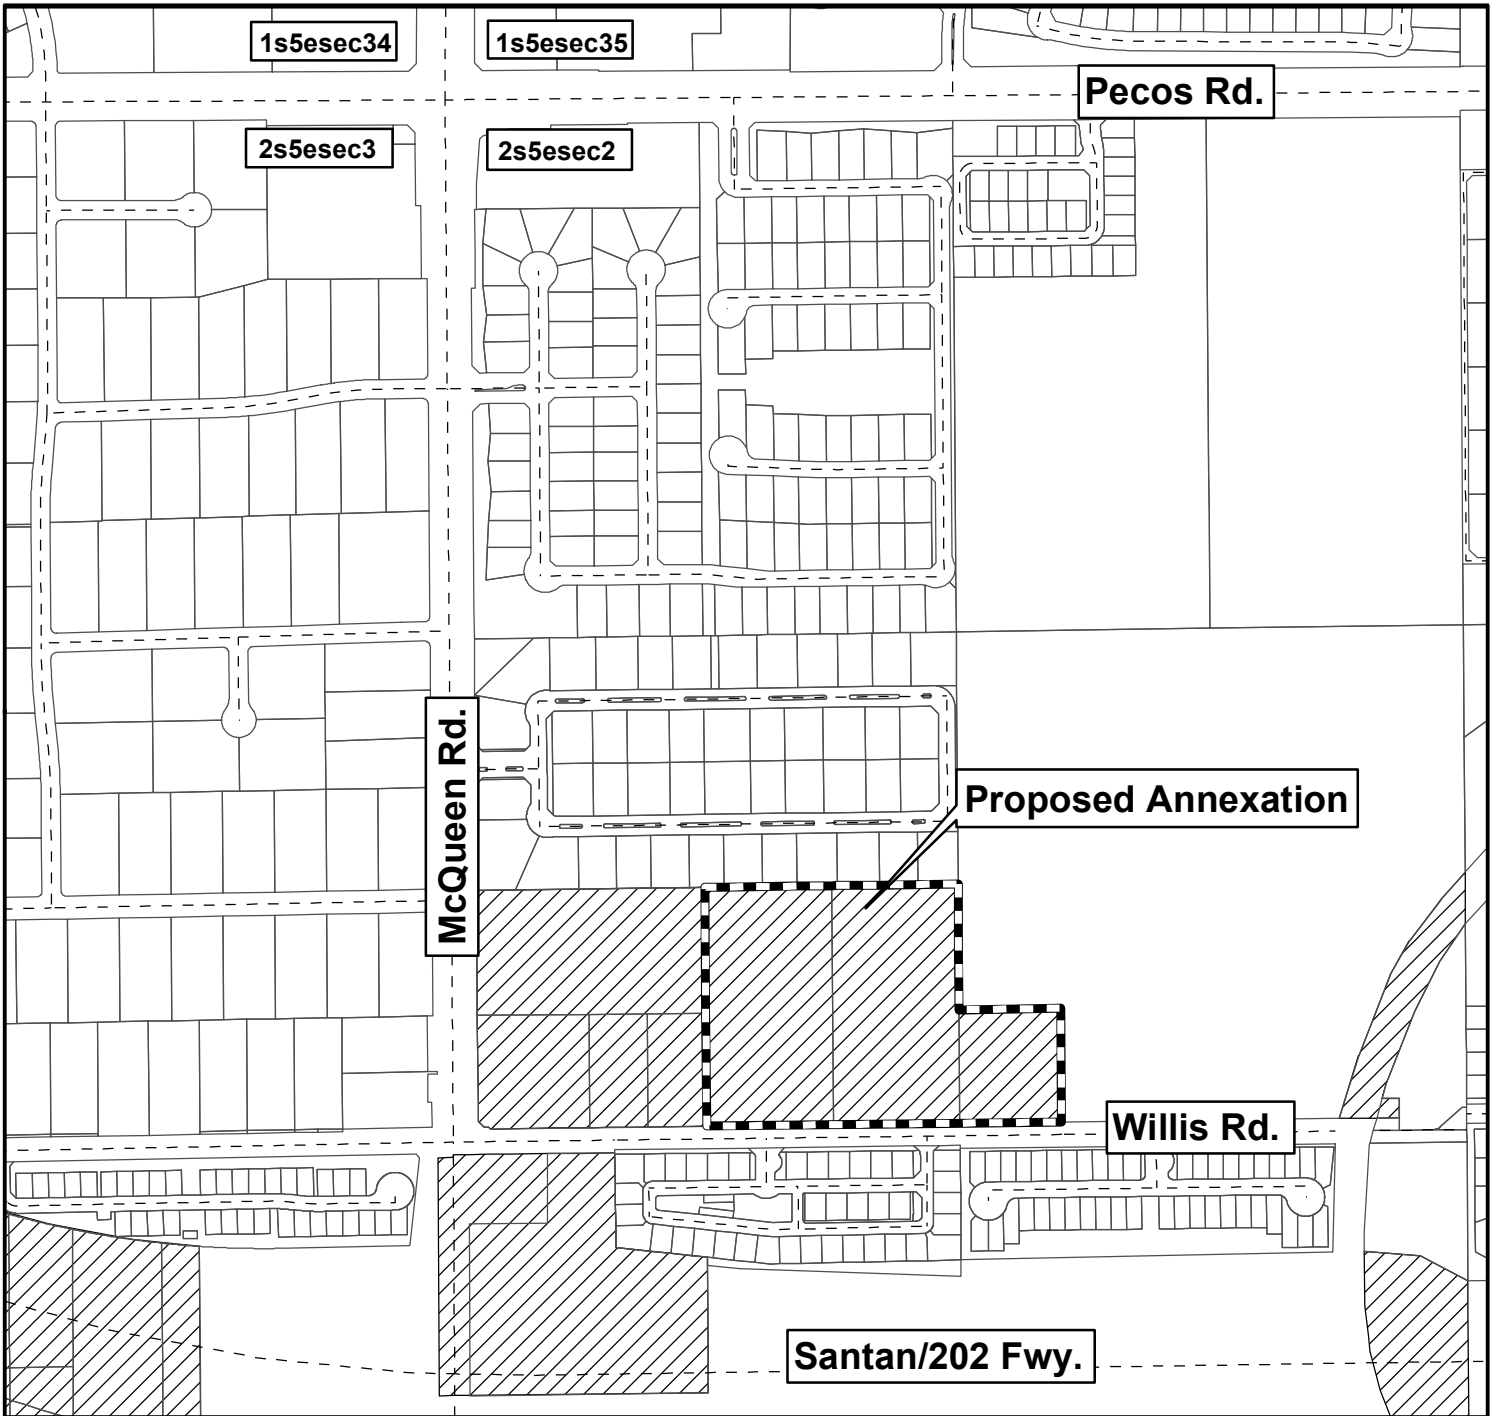 1s5esec34
1s5esec35
Pecos Rd.
2s5esec3
2s5esec2
McQueen Rd.
Proposed Annexation
Willis Rd.
Santan/202 Fwy.